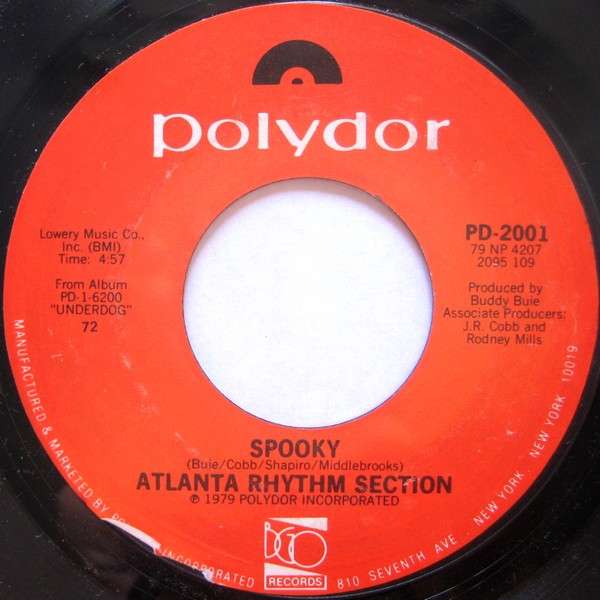 polydor
Lowery Music Co.,
Inc. (BMI)
Time: 4:57
From Album
PD-1-6200
"UNDERDOG"
72
PD-2001
79 NP 4207
2095 109
Produced by
Buddy Buie
Associate Producers:
J.R. Cobb and
Rodney Mills
SPOOKY
(Buie/Cobb/Shapiro/Middlebrooks)
ATLANTA RHYTHM SECTION
℗ 1979 POLYDOR INCORPORATED
BGO
RECORDS
MANUFACTURED & MARKETED BY INCORPORATED 810 SEVENTH AVE. NEW YORK, NEW YORK 10019